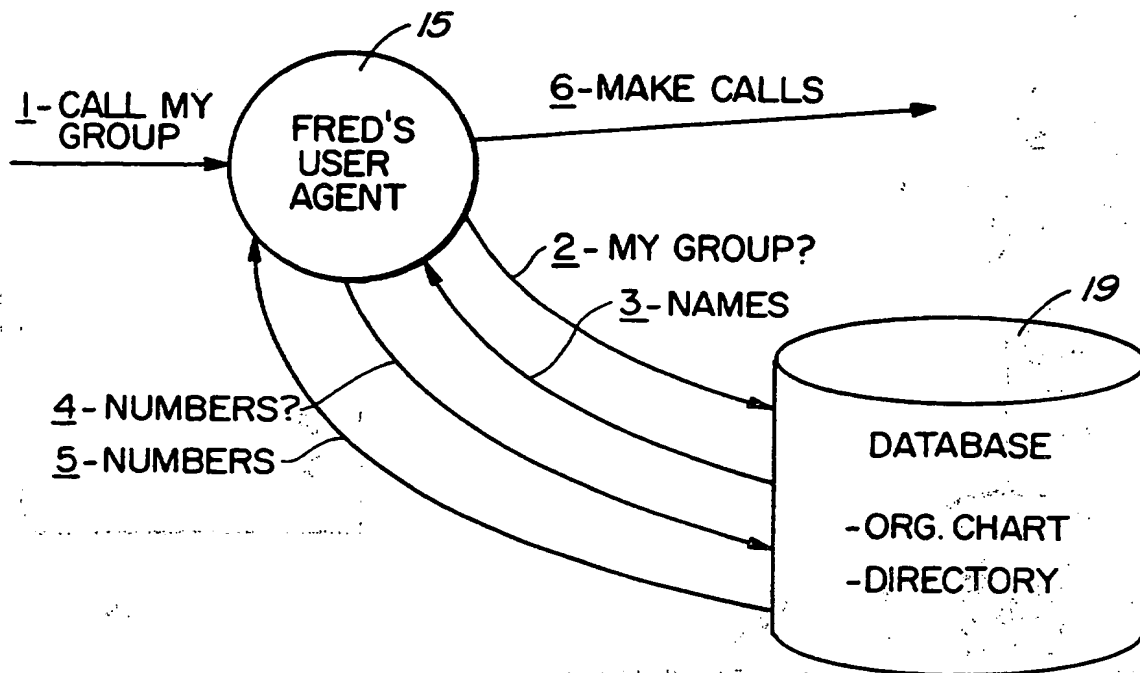 15
1-CALL MY
GROUP
6-MAKE CALLS
FRED'S
USER
AGENT
2-MY GROUP?
3-NAMES
19
4-NUMBERS?
5-NUMBERS
DATABASE
-ORG. CHART
-DIRECTORY